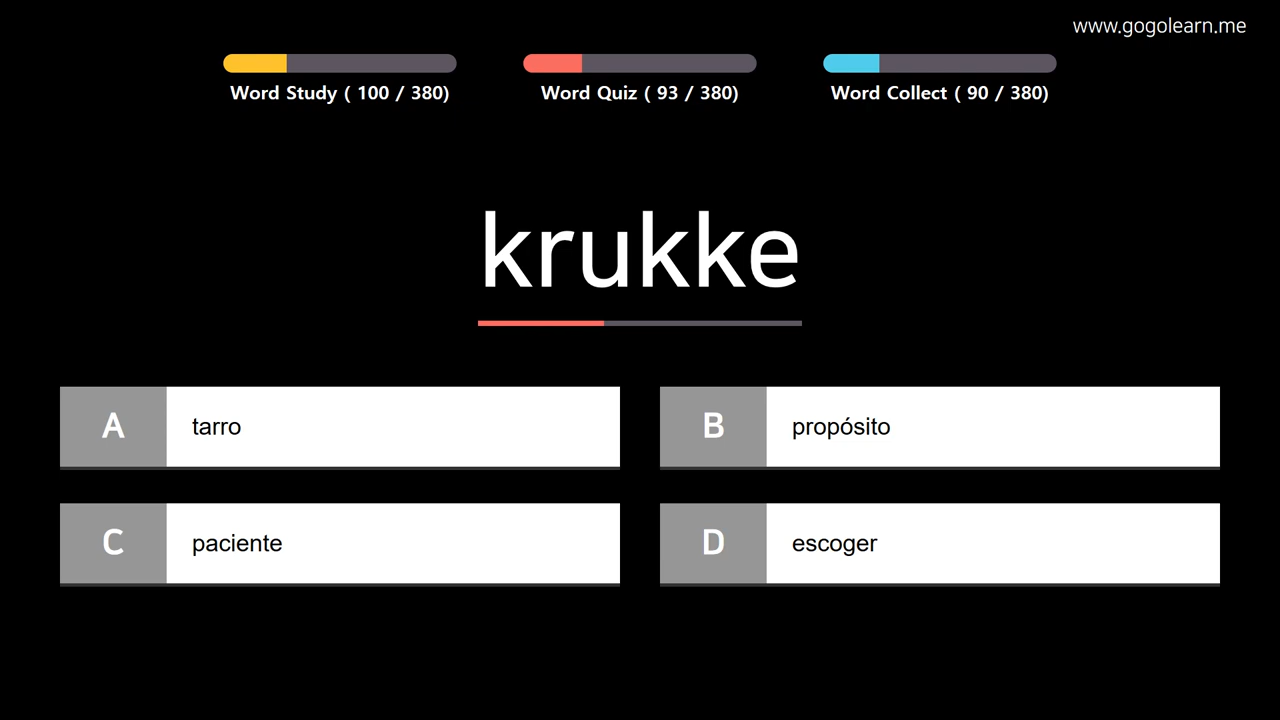 www.gogolearn.me
Word Study ( 100 / 380)
Word Quiz ( 93 / 380)
Word Collect ( 90 / 380)
krukke
A tarro
B propósito
C paciente
D escoger